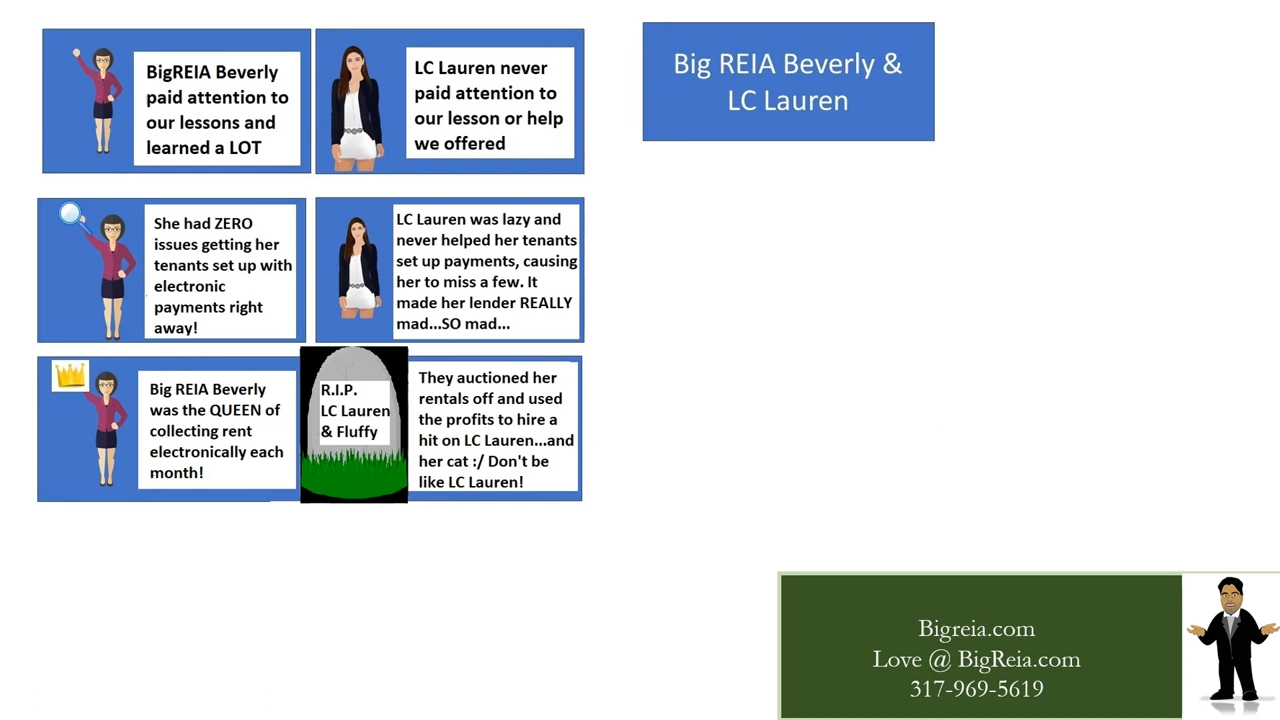 BigREIA Beverly
paid attention to
our lessons and
learned a LOT
LC Lauren never
paid attention to
our lesson or help
we offered
Big REIA Beverly &
LC Lauren
She had ZERO
issues getting her
tenants set up with
electronic
payments right
away!
LC Lauren was lazy and
never helped her tenants
set up payments, causing
her to miss a few. It
made her lender REALLY
mad...SO mad...
Big REIA Beverly
was the QUEEN of
collecting rent
electronically each
month!
R.I.P.
LC Lauren
& Fluffy
They auctioned her
rentals off and used
the profits to hire a
hit on LC Lauren...and
her cat :/ Don't be
like LC Lauren!
Bigreia.com
Love @ BigReia.com
317-969-5619